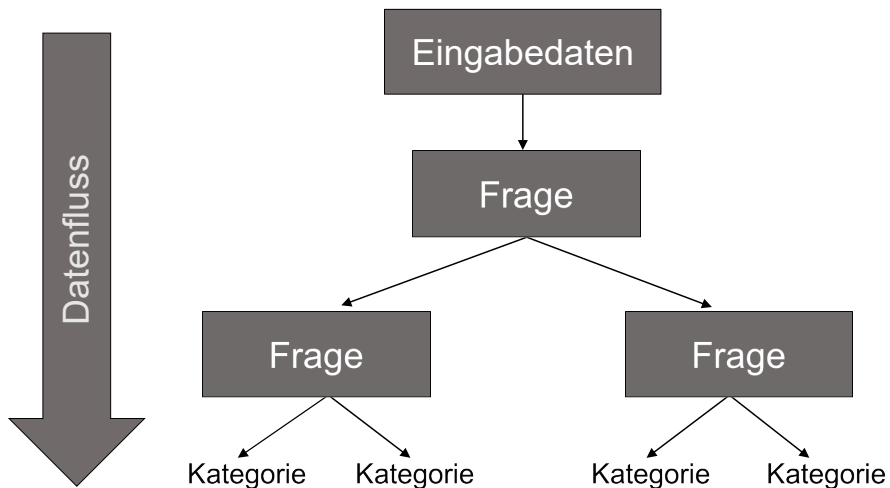 Eingabedaten
Datenfluss
Frage
Frage
Frage
Kategorie
Kategorie
Kategorie
Kategorie